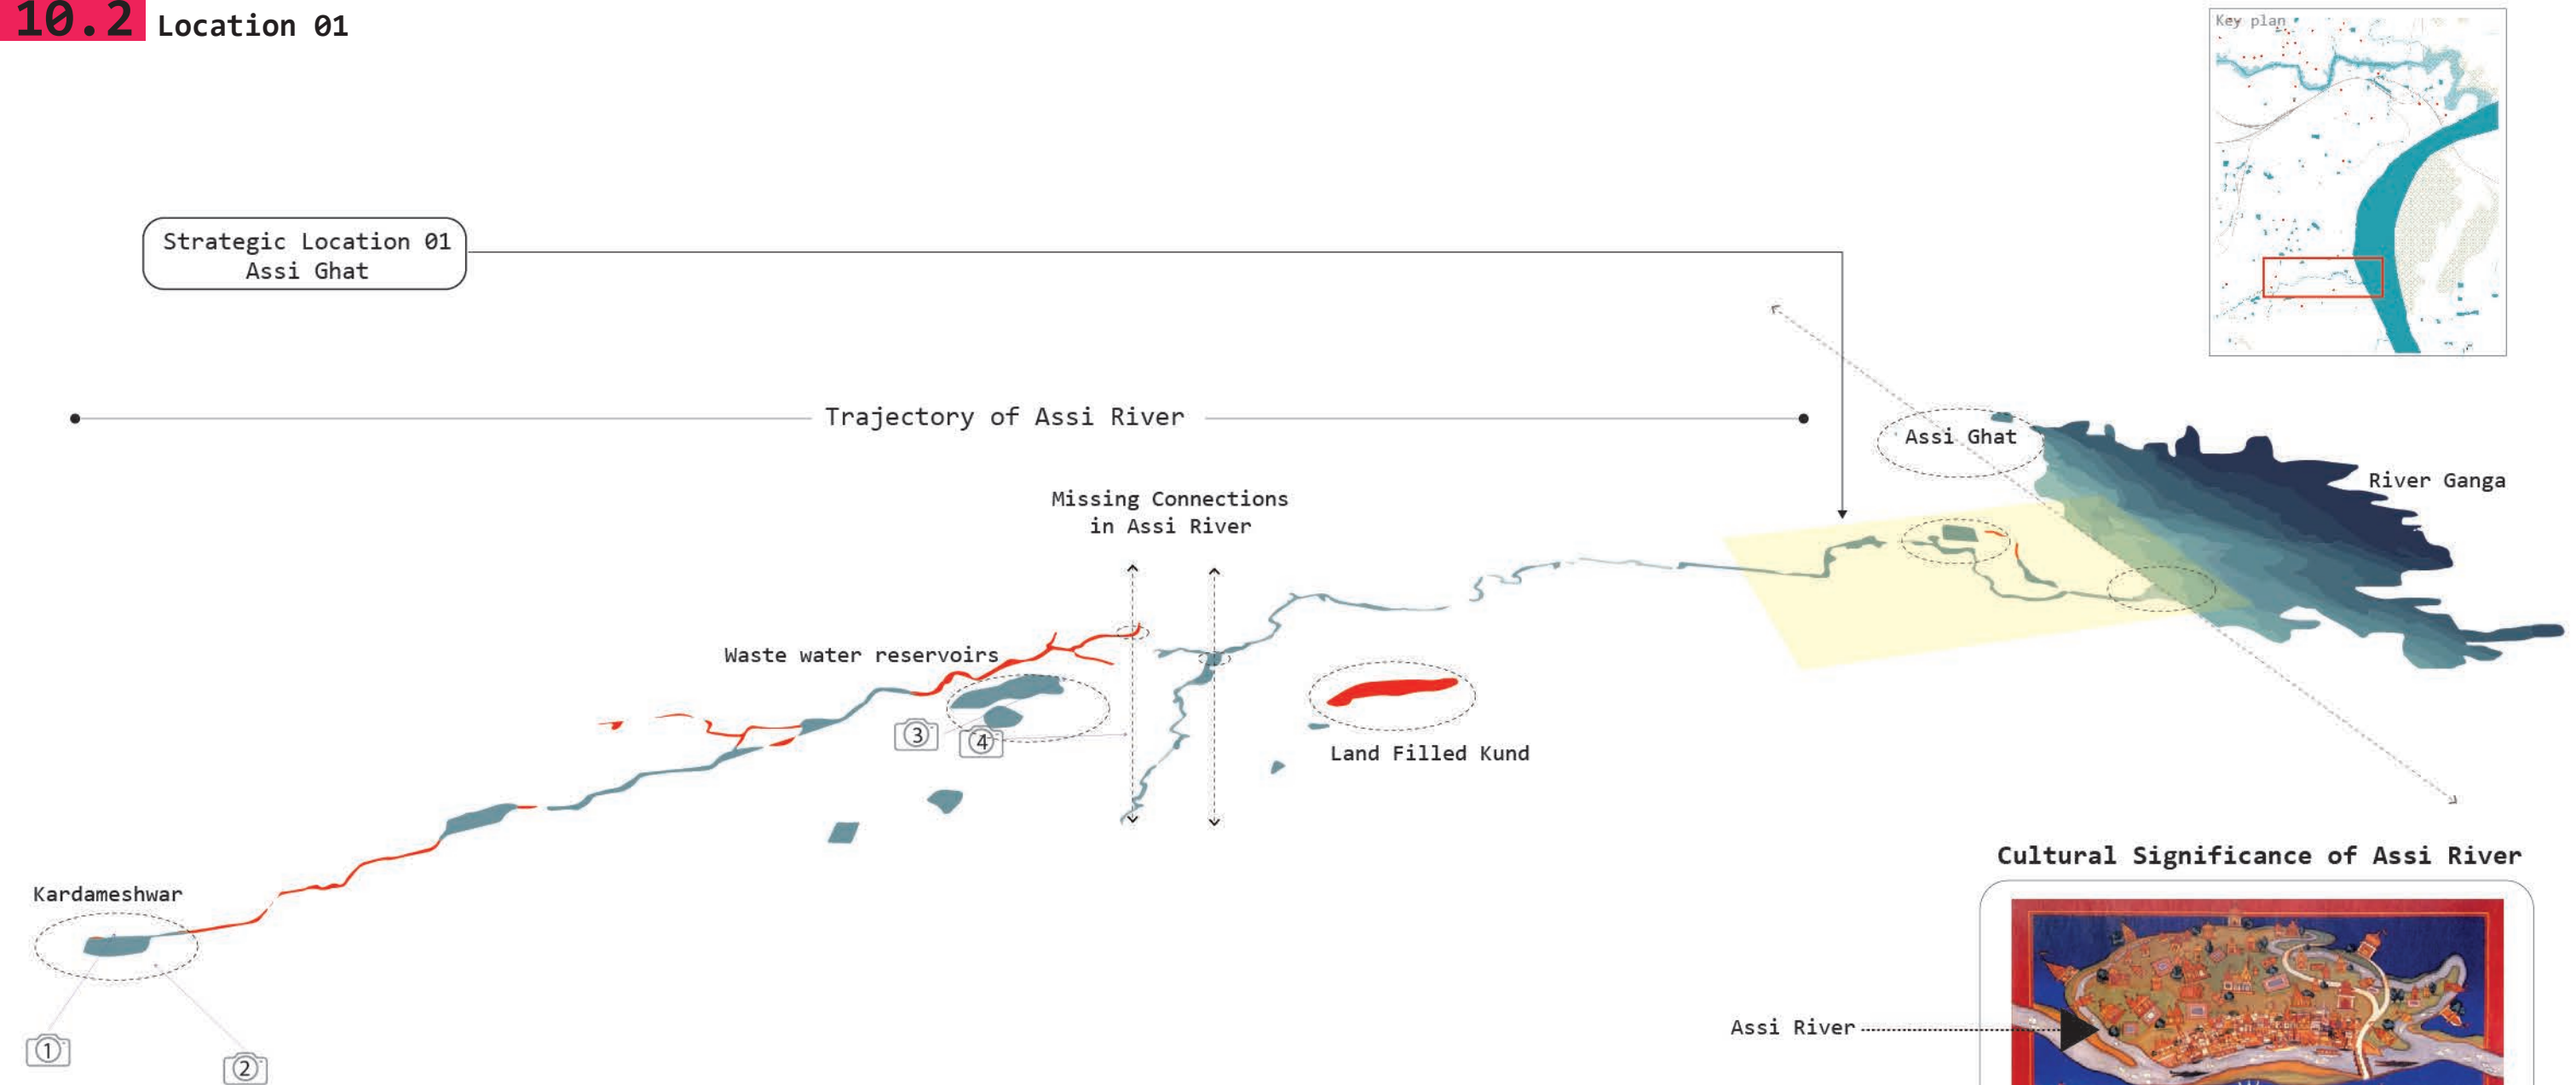 10.2 Location 01
Key plan
Strategic Location 01
Assi Ghat
Trajectory of Assi River
Assi Ghat
River Ganga
Missing Connections
in Assi River
Waste water reservoirs
3
4
Land Filled Kund
Cultural Significance of Assi River
Kardameshwar
Assi River
1
2